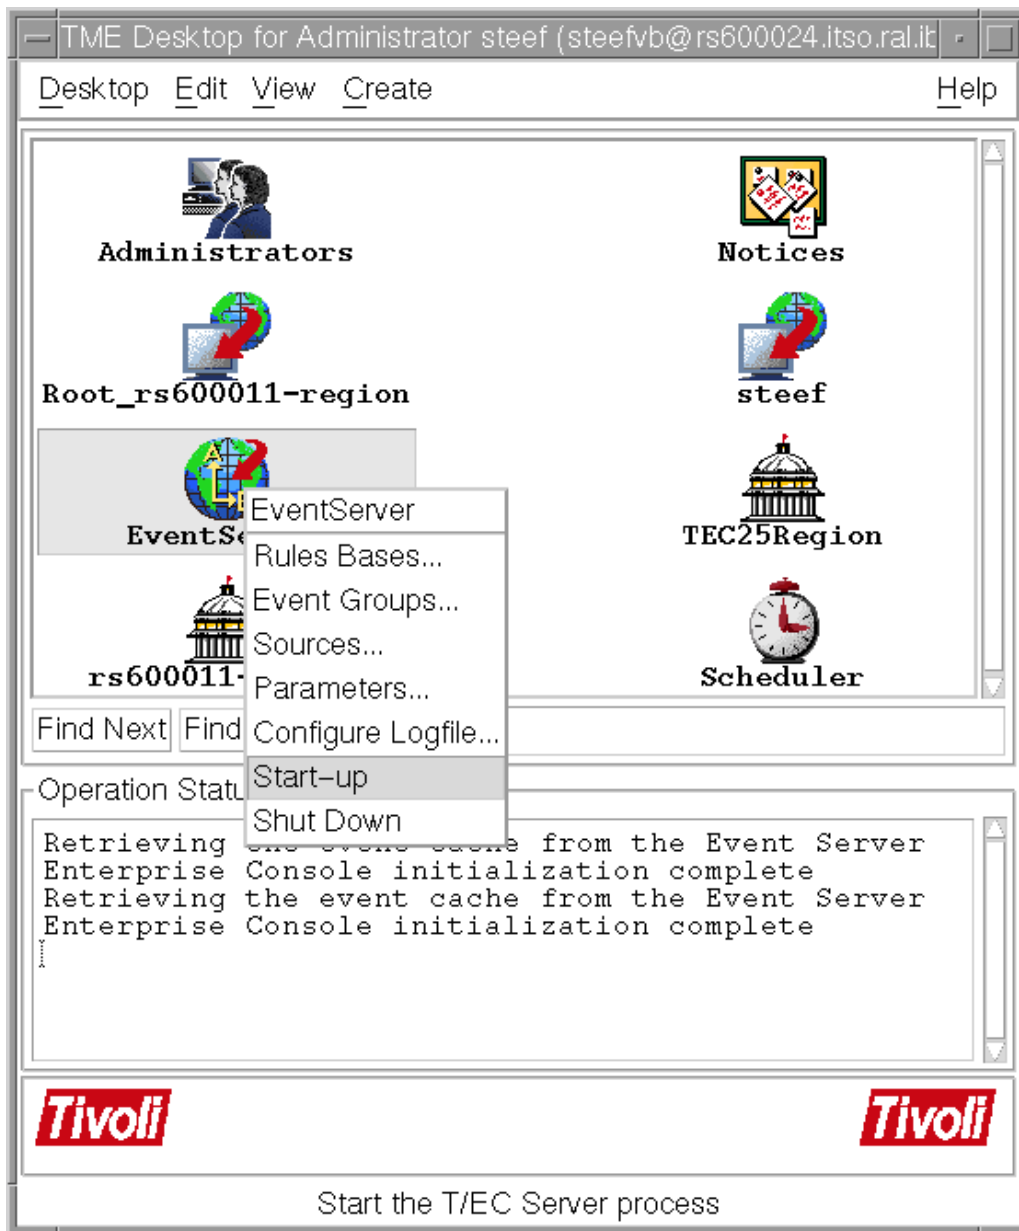 TME Desktop for Administrator steef (steefvb@rs600024.itso.ral.ib
Desktop Edit View Create Help
Administrators
Notices
Root_rs600011-region
steef
EventSe
TEC25Region
rs600011-
Scheduler
EventServer
Rules Bases...
Event Groups...
Sources...
Parameters...
Configure Logfile...
Start-up
Shut Down
Find Next Find
Operation Statu
Retrieving the event cache from the Event Server
Enterprise Console initialization complete
Retrieving the event cache from the Event Server
Enterprise Console initialization complete
Tivoli Tivoli
Start the T/EC Server process